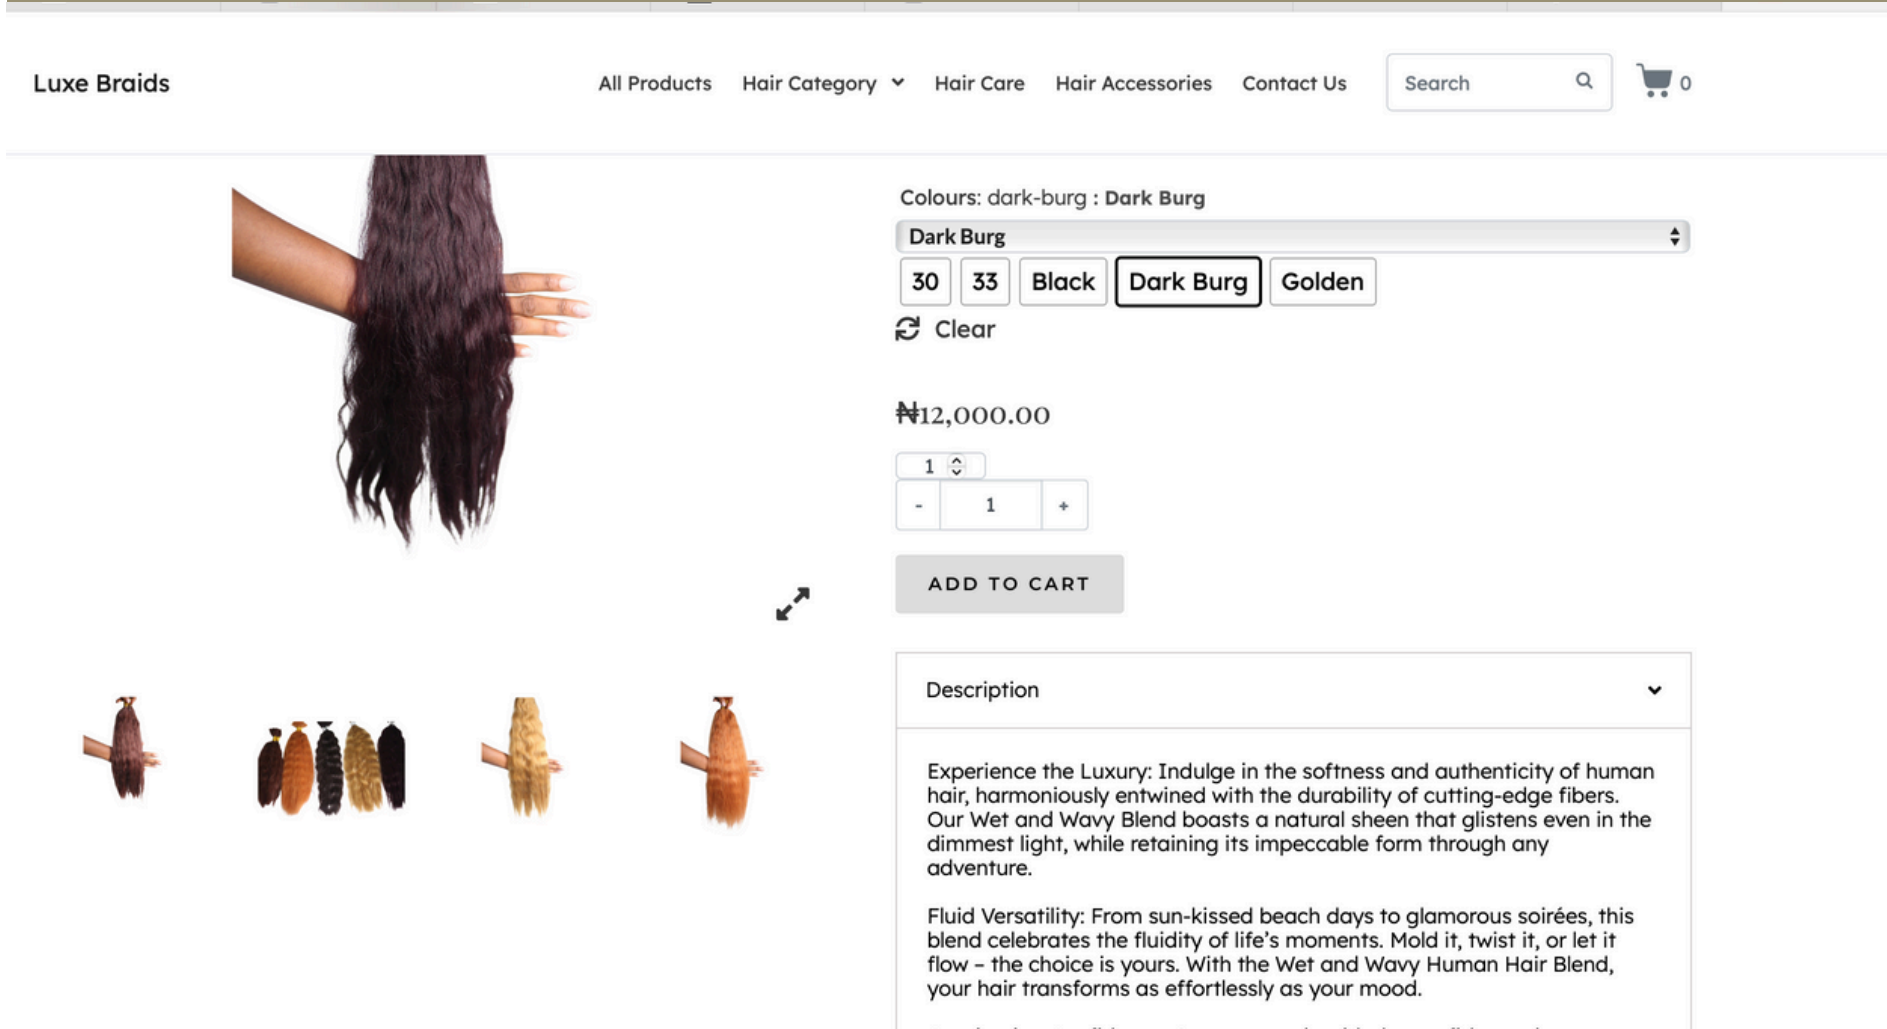 Luxe Braids
All Products Hair Category Hair Care Hair Accessories Contact Us Search 0
Colours: dark-burg : Dark Burg
Dark Burg
30 33 Black Dark Burg Golden
Clear
₦12,000.00
1
- 1 +
ADD TO CART
Description
Experience the Luxury: Indulge in the softness and authenticity of human
hair, harmoniously entwined with the durability of cutting-edge fibers.
Our Wet and Wavy Blend boasts a natural sheen that glistens even in the
dimmest light, while retaining its impeccable form through any
adventure.
Fluid Versatility: From sun-kissed beach days to glamorous soirées, this
blend celebrates the fluidity of life’s moments. Mold it, twist it, or let it
flow – the choice is yours. With the Wet and Wavy Human Hair Blend,
your hair transforms as effortlessly as your mood.